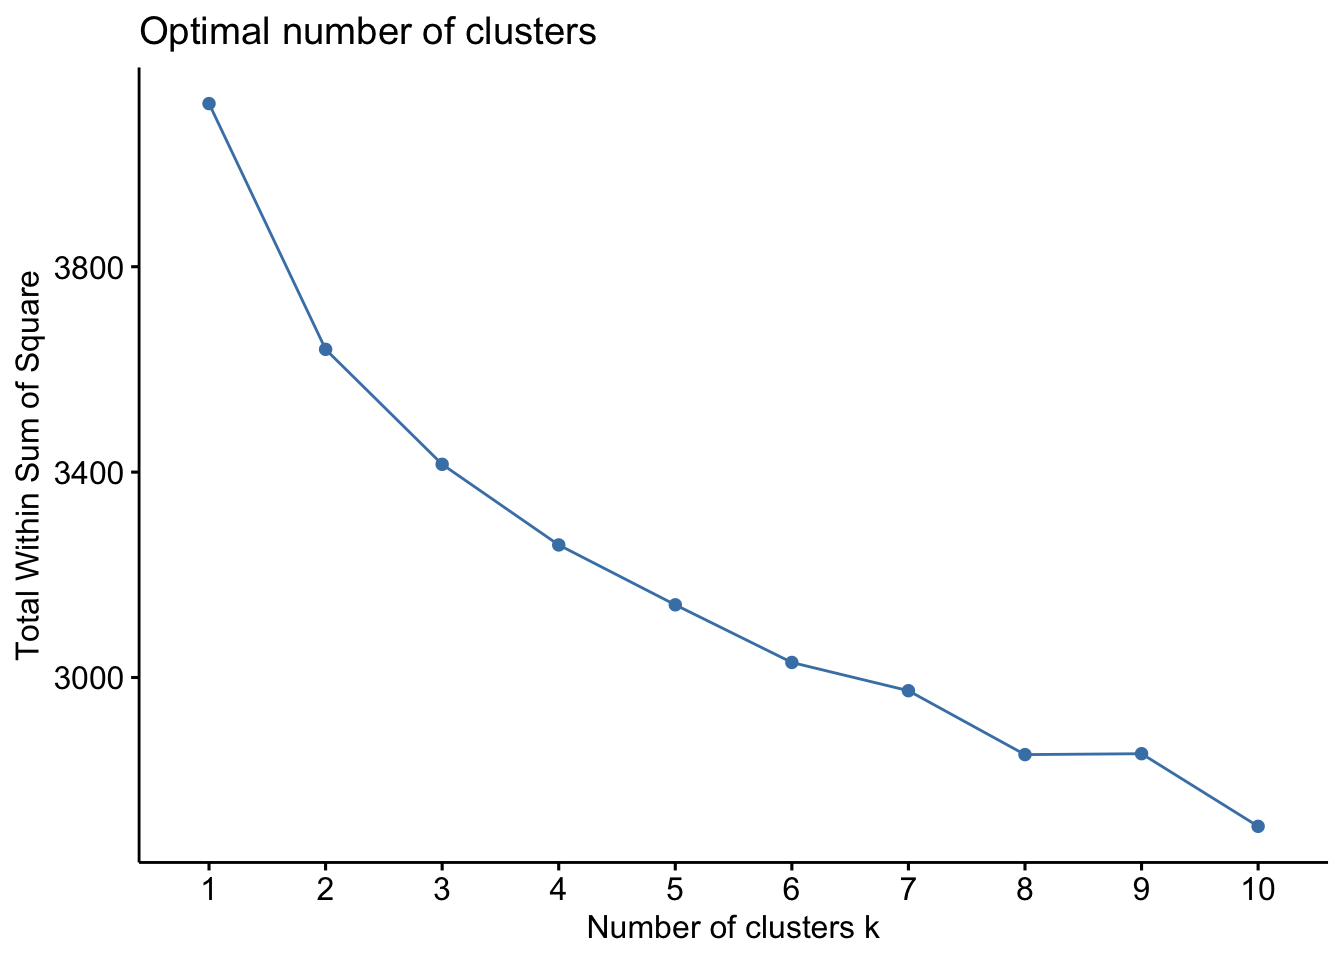 Optimal number of clusters
Total Within Sum of Square
3800
3400
3000
1 2 3 4 5 6 7 8 9 10
Number of clusters k